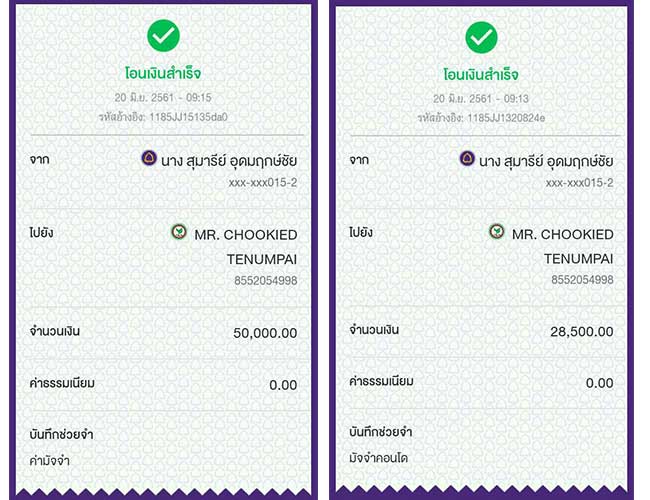 โอนเงินสำเร็จ
20 มิ.ย. 2561 - 09:15
รหัสอ้างอิง: 1185JJ15135da0
จาก
นาง สุมารีย์ อุดมฤกษ์ชัย
xxx-xxx015-2
ไปยัง
MR. CHOOKIED
TENUMPAI
8552054998
จำนวนเงิน 50,000.00
ค่าธรรมเนียม 0.00
บันทึกช่วยจำ
ค่ามัจจำ
โอนเงินสำเร็จ
20 มิ.ย. 2561 - 09:13
รหัสอ้างอิง: 1185JJ1320824e
จาก
นาง สุมารีย์ อุดมฤกษ์ชัย
xxx-xxx015-2
ไปยัง
MR. CHOOKIED
TENUMPAI
8552054998
จำนวนเงิน 28,500.00
ค่าธรรมเนียม 0.00
บันทึกช่วยจำ
มัจจำคอนโด